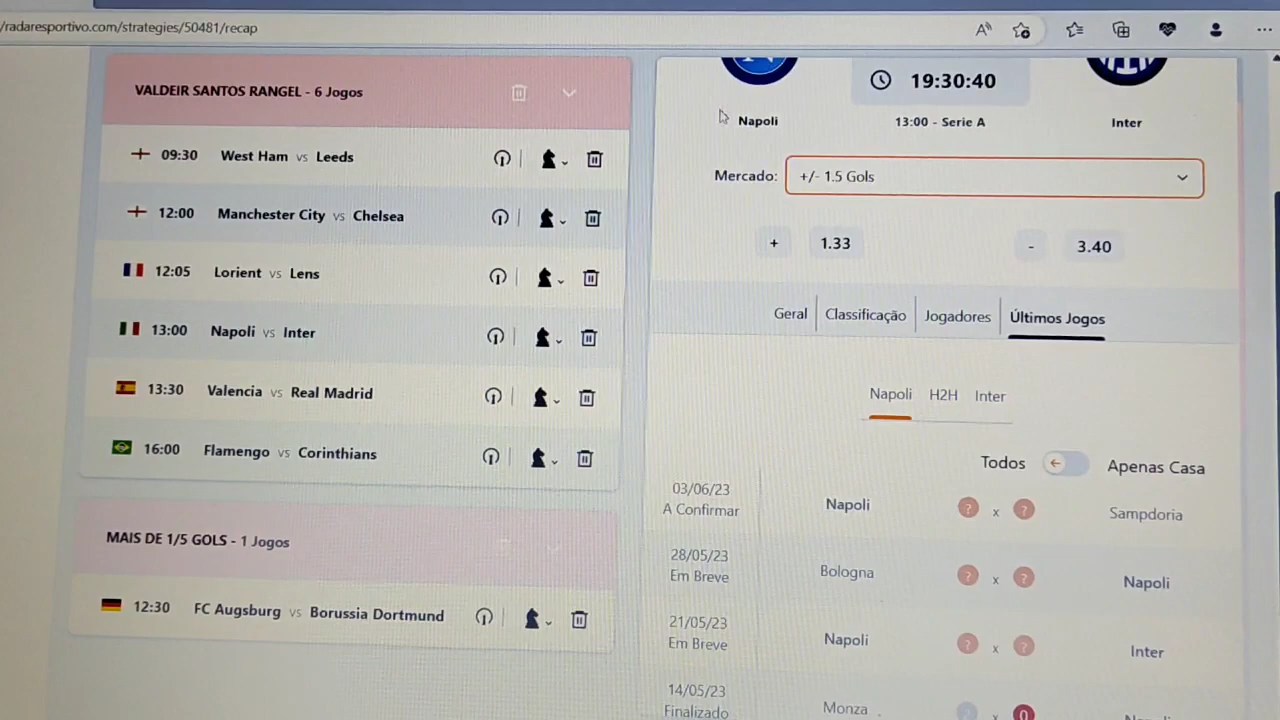 /radaresportivo.com/strategies/50481/recap
VALDEIR SANTOS RANGEL - 6 Jogos
09:30 West Ham vs Leeds
12:00 Manchester City vs Chelsea
12:05 Lorient vs Lens
13:00 Napoli vs Inter
13:30 Valencia vs Real Madrid
16:00 Flamengo vs Corinthians
MAIS DE 1/5 GOLS - 1 Jogos
12:30 FC Augsburg vs Borussia Dortmund
19:30:40
Napoli 13:00 - Serie A Inter
Mercado: +/- 1.5 Gols
+ 1.33 - 3.40
Geral Classificação Jogadores Últimos Jogos
Napoli H2H Inter
Todos Apenas Casa
03/06/23
A Confirmar
Napoli ? x ? Sampdoria
28/05/23
Em Breve
Bologna ? x ? Napoli
21/05/23
Em Breve
Napoli ? x ? Inter
14/05/23
Finalizado
Monza x 0